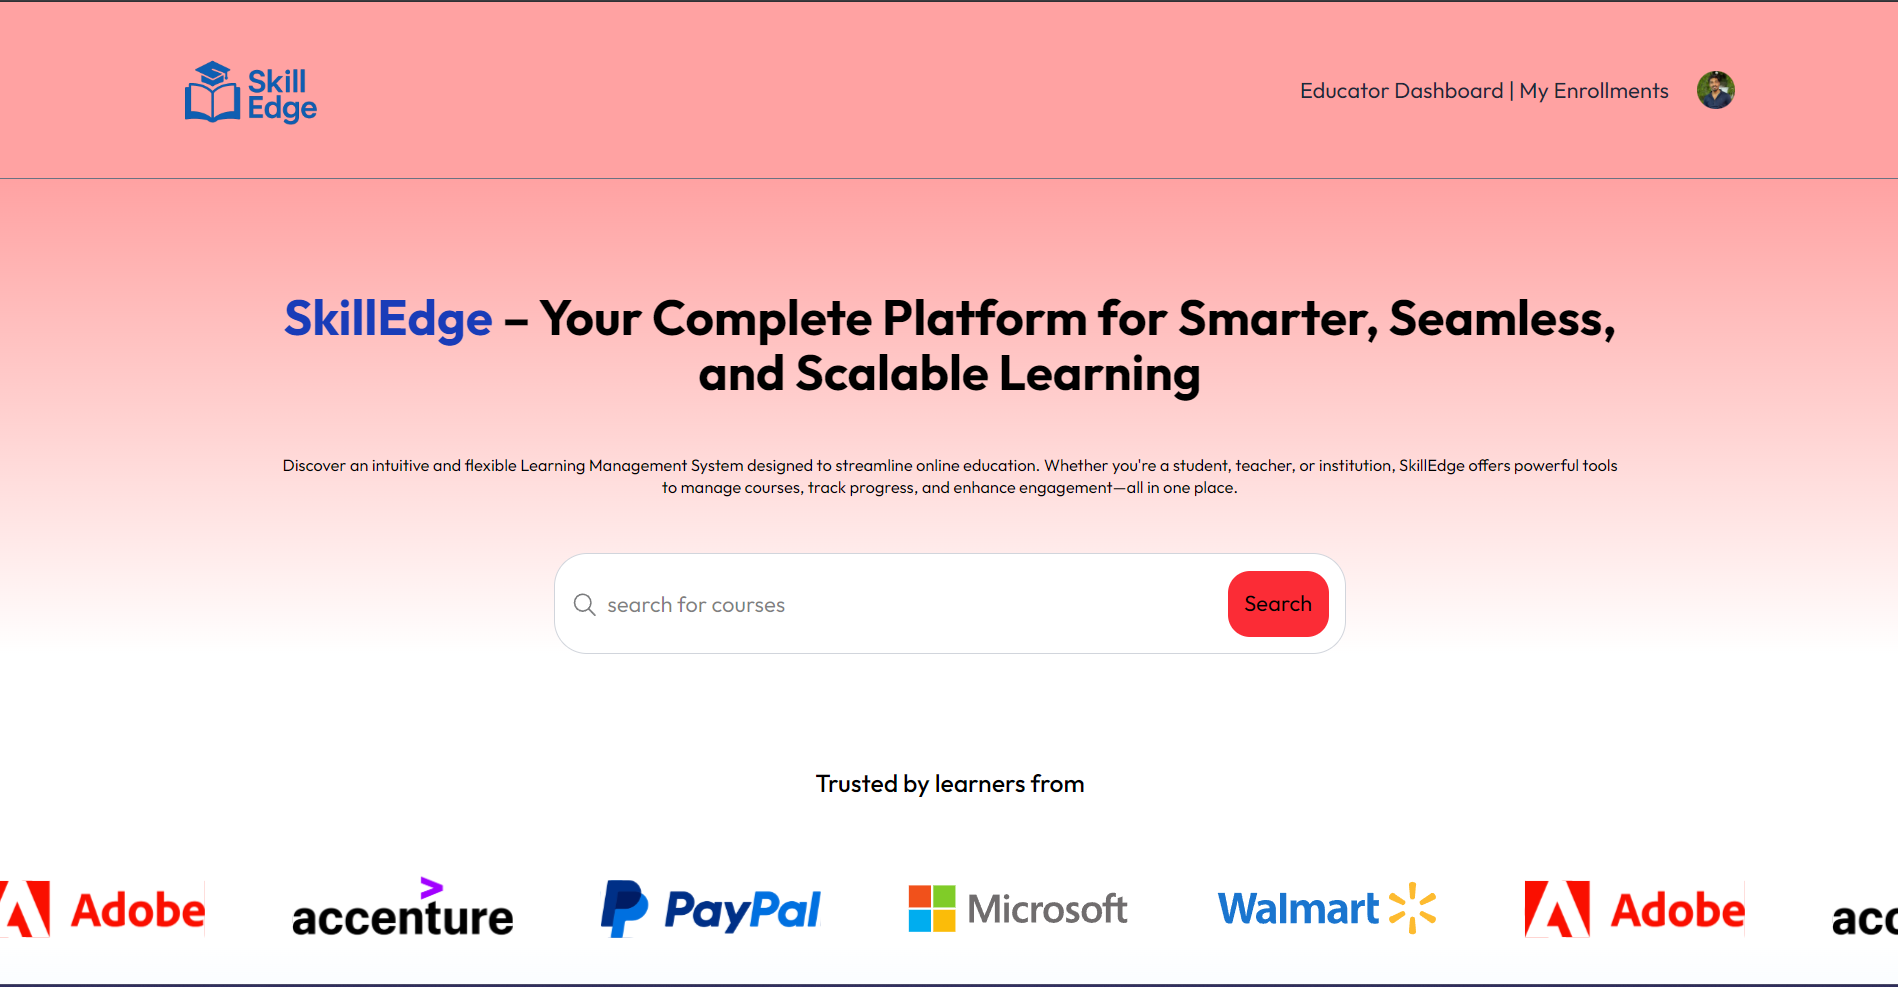 Skill
Edge
Educator Dashboard | My Enrollments
SkillEdge – Your Complete Platform for Smarter, Seamless,
and Scalable Learning
Discover an intuitive and flexible Learning Management System designed to streamline online education. Whether you're a student, teacher, or institution, SkillEdge offers powerful tools
to manage courses, track progress, and enhance engagement—all in one place.
search for courses
Search
Trusted by learners from
Adobe accenture PayPal Microsoft Walmart Adobe acc